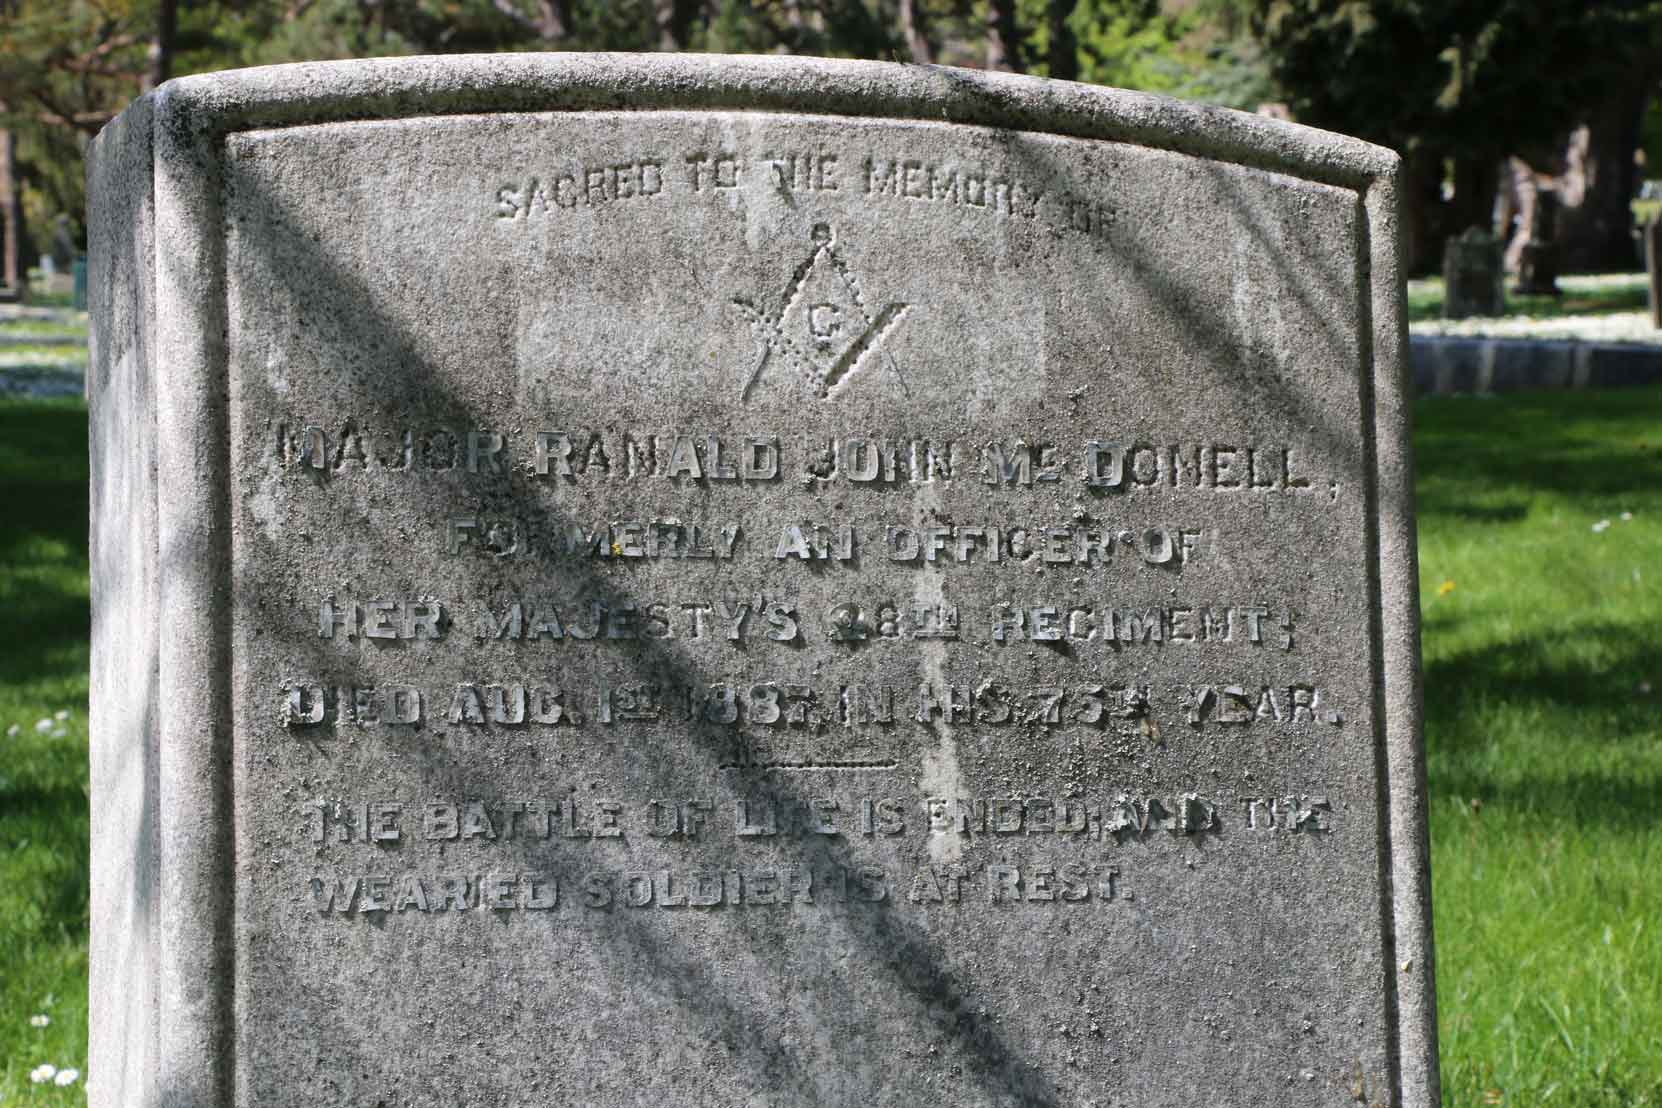 SACRED TO THE MEMORY OF
G
MAJOR RANALD JOHN Mc DONELL,
FORMERLY AN OFFICER OF
HER MAJESTY'S 28TH REGIMENT;
DIED AUG. 1ST 1887, IN HIS 75TH YEAR.
THE BATTLE OF LIFE IS ENDED; AND THE
WEARIED SOLDIER IS AT REST.